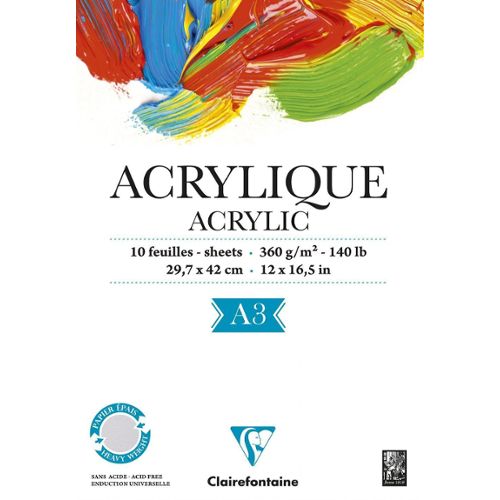 ACRYLIQUE
ACRYLIC
10 feuilles - sheets • 360 g/m² - 140 lb
29,7 x 42 cm • 12 x 16,5 in
A3
PAPIER ÉPAIS
HEAVY WEIGHT
SANS ACIDE - ACID FREE
ENDUCTION UNIVERSELLE
Clairefontaine